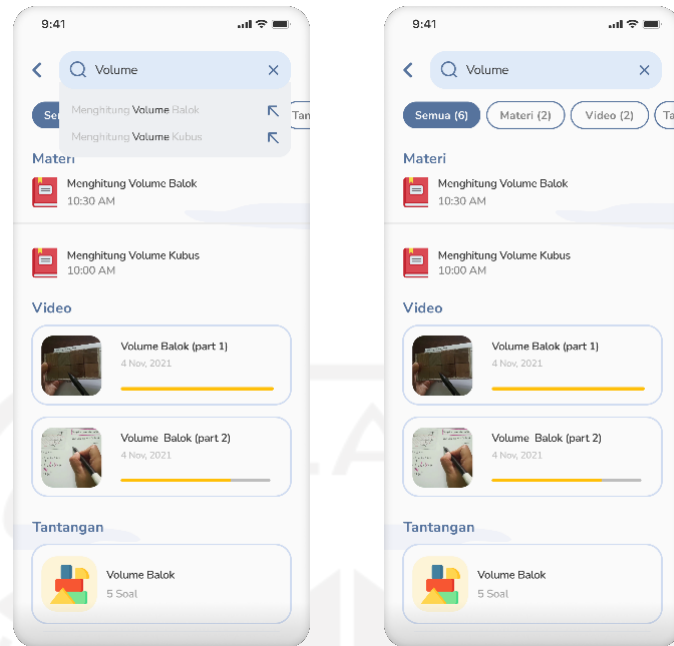 9:41
Volume
Menghitung Volume Balok
Menghitung Volume Kubus
Materi
Menghitung Volume Balok
10:30 AM
Menghitung Volume Kubus
10:00 AM
Video
Volume Balok (part 1)
4 Nov, 2021
Volume Balok (part 2)
4 Nov, 2021
Tantangan
Volume Balok
5 Soal
9:41
Volume
Semua (6)
Materi (2)
Video (2)
Materi
Menghitung Volume Balok
10:30 AM
Menghitung Volume Kubus
10:00 AM
Video
Volume Balok (part 1)
4 Nov, 2021
Volume Balok (part 2)
4 Nov, 2021
Tantangan
Volume Balok
5 Soal